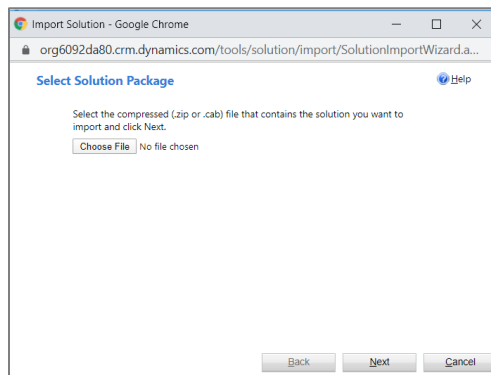 Import Solution - Google Chrome
org6092da80.crm.dynamics.com/tools/solution/import/SolutionImportWizard.a...
Select Solution Package
Help
Select the compressed (.zip or .cab) file that contains the solution you want to
import and click Next.
Choose File No file chosen
Back Next Cancel